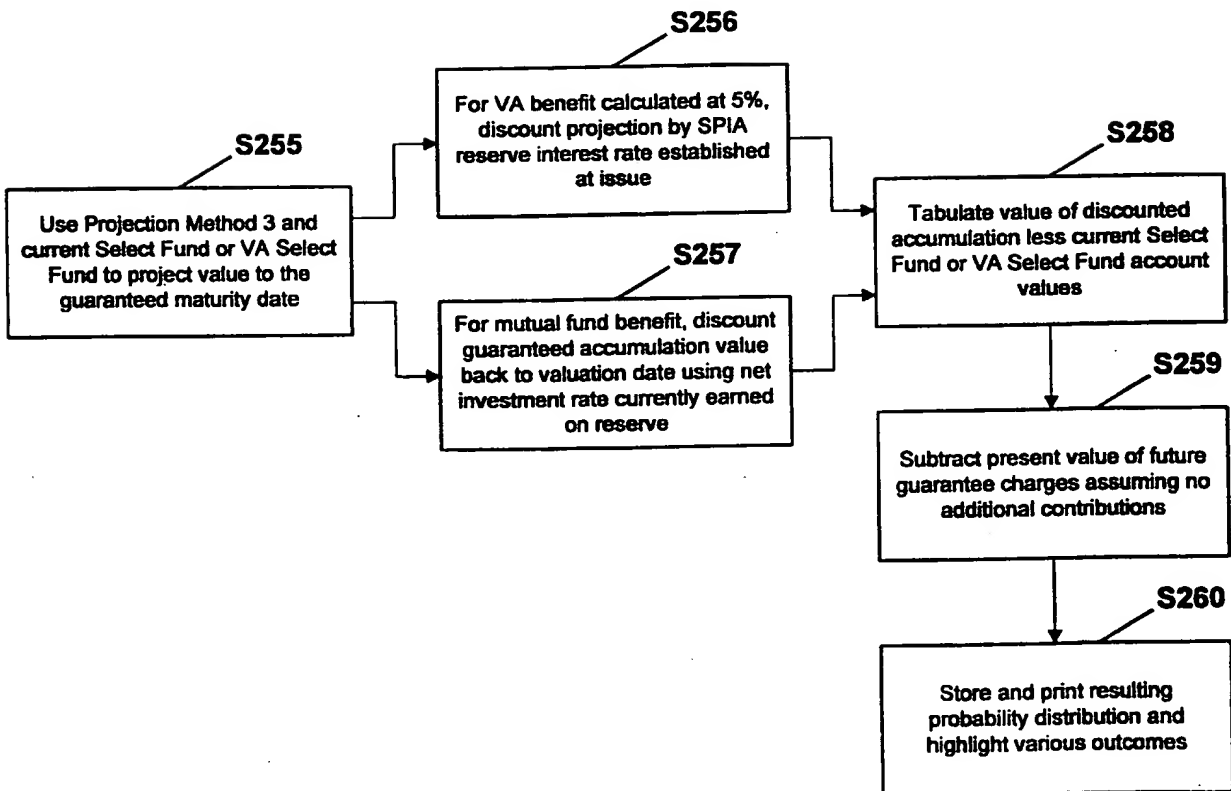 S255
Use Projection Method 3 and
current Select Fund or VA Select
Fund to project value to the
guaranteed maturity date
S256
For VA benefit calculated at 5%,
discount projection by SPIA
reserve interest rate established
at issue
S257
For mutual fund benefit, discount
guaranteed accumulation value
back to valuation date using net
investment rate currently earned
on reserve
S258
Tabulate value of discounted
accumulation less current Select
Fund or VA Select Fund account
values
S259
Subtract present value of future
guarantee charges assuming no
additional contributions
S260
Store and print resulting
probability distribution and
highlight various outcomes